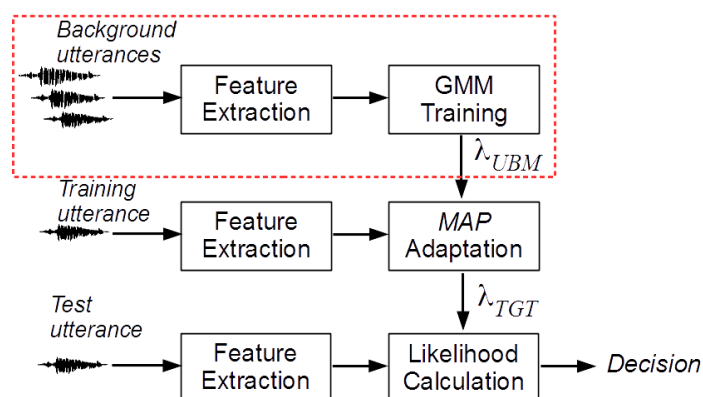 Background
utterances
Feature
Extraction
GMM
Training
λUBM
Training
utterance
Feature
Extraction
MAP
Adaptation
λTGT
Test
utterance
Feature
Extraction
Likelihood
Calculation
Decision